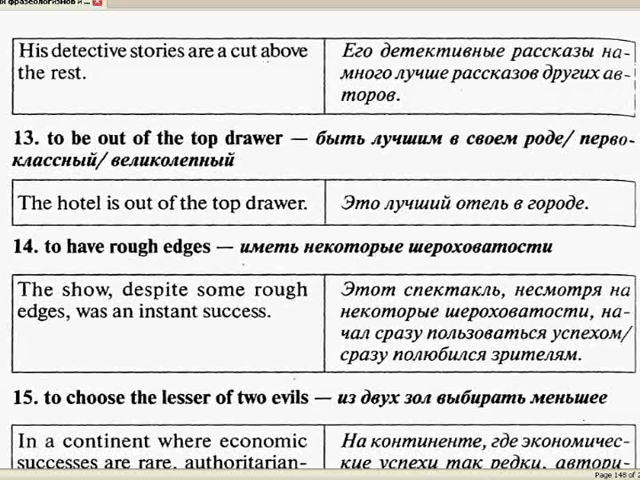 фразеологизмов и ...
His detective stories are a cut above
the rest.
Его детективные рассказы на-
много лучше рассказов других ав-
торов.
13. to be out of the top drawer — быть лучшим в своем роде/ перво-
классный/ великолепный
The hotel is out of the top drawer.
Это лучший отель в городе.
14. to have rough edges — иметь некоторые шероховатости
The show, despite some rough
edges, was an instant success.
Этот спектакль, несмотря на
некоторые шероховатости, на-
чал сразу пользоваться успехом/
сразу полюбился зрителям.
15. to choose the lesser of two evils — из двух зол выбирать меньшее
In a continent where economic
successes are rare, authoritarian-
На континенте, где экономичес-
кие успехи так редки, автори-
Page 148 of